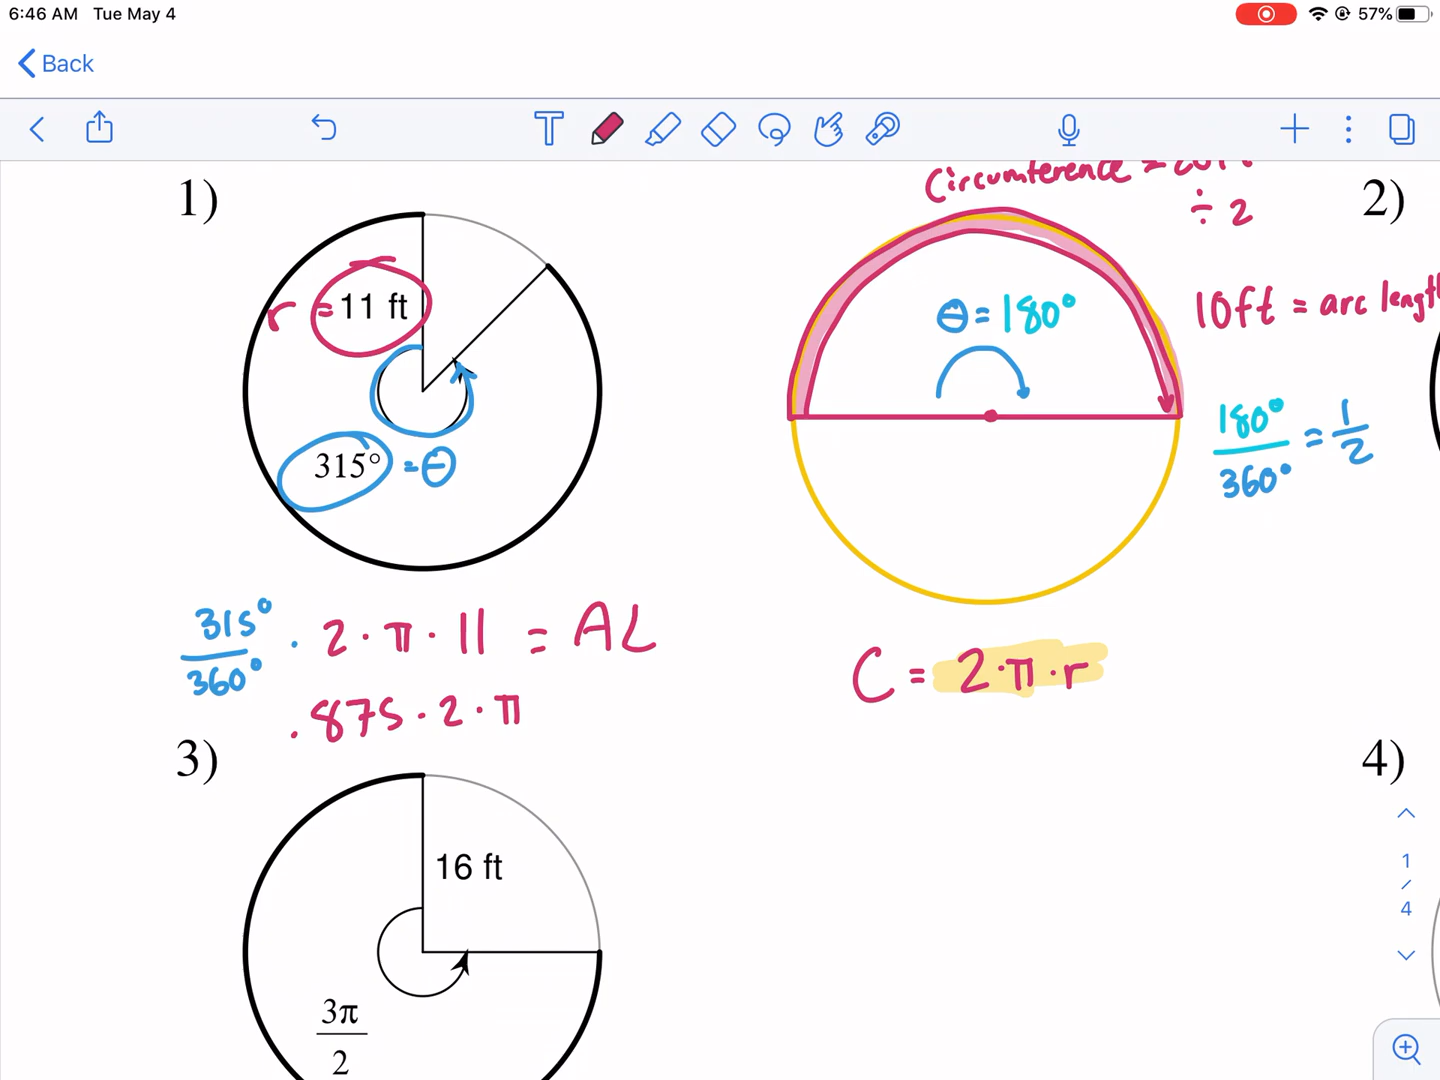 6:46 AM Tue May 4
57%
Back
T
1)
Circumference =
÷ 2
2)
r = 11 ft
θ = 180°
10ft = arc length
180°
360°
= 1
2
315° = θ
315°
360°
· 2 · π · 11 = AL
C = 2 · π · r
.875 · 2 · π
3)
4)
16 ft
1
/
4
3π
2